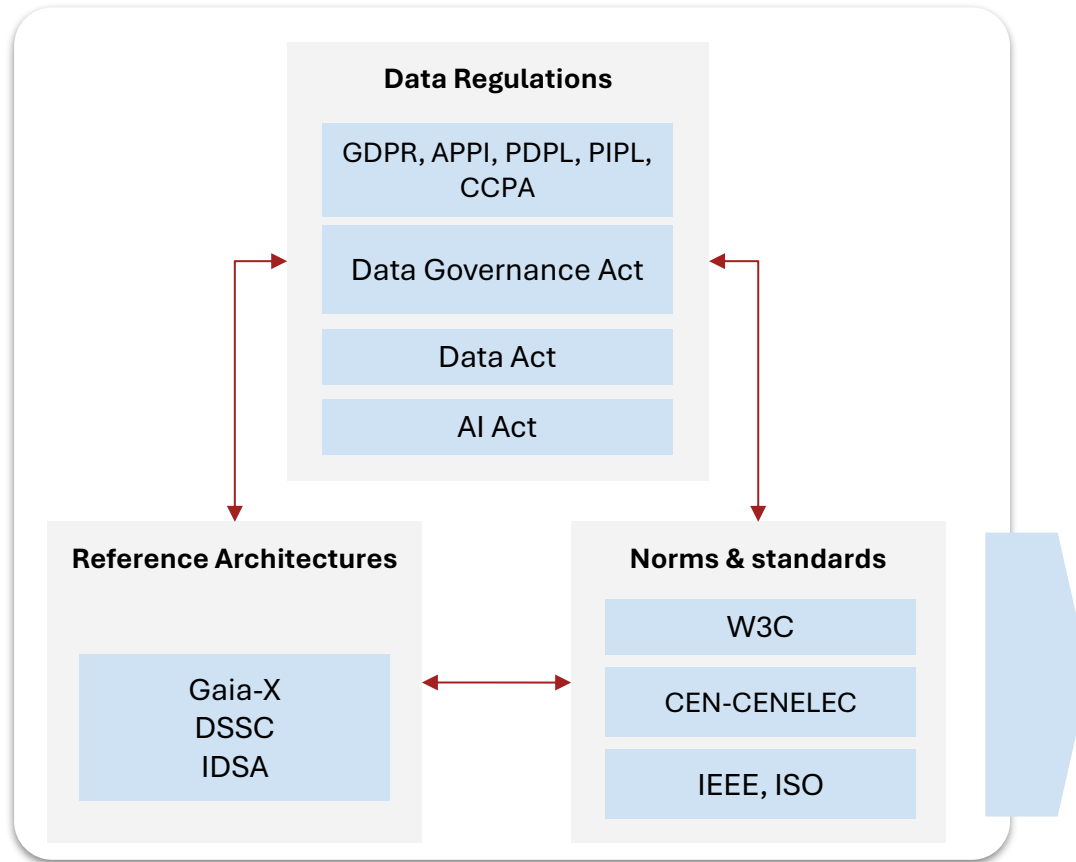 Data Regulations
GDPR, APPI, PDPL, PIPL,
CCPA
Data Governance Act
Data Act
AI Act
Reference Architectures
Gaia-X
DSSC
IDSA
Norms & standards
W3C
CEN-CENELEC
IEEE, ISO